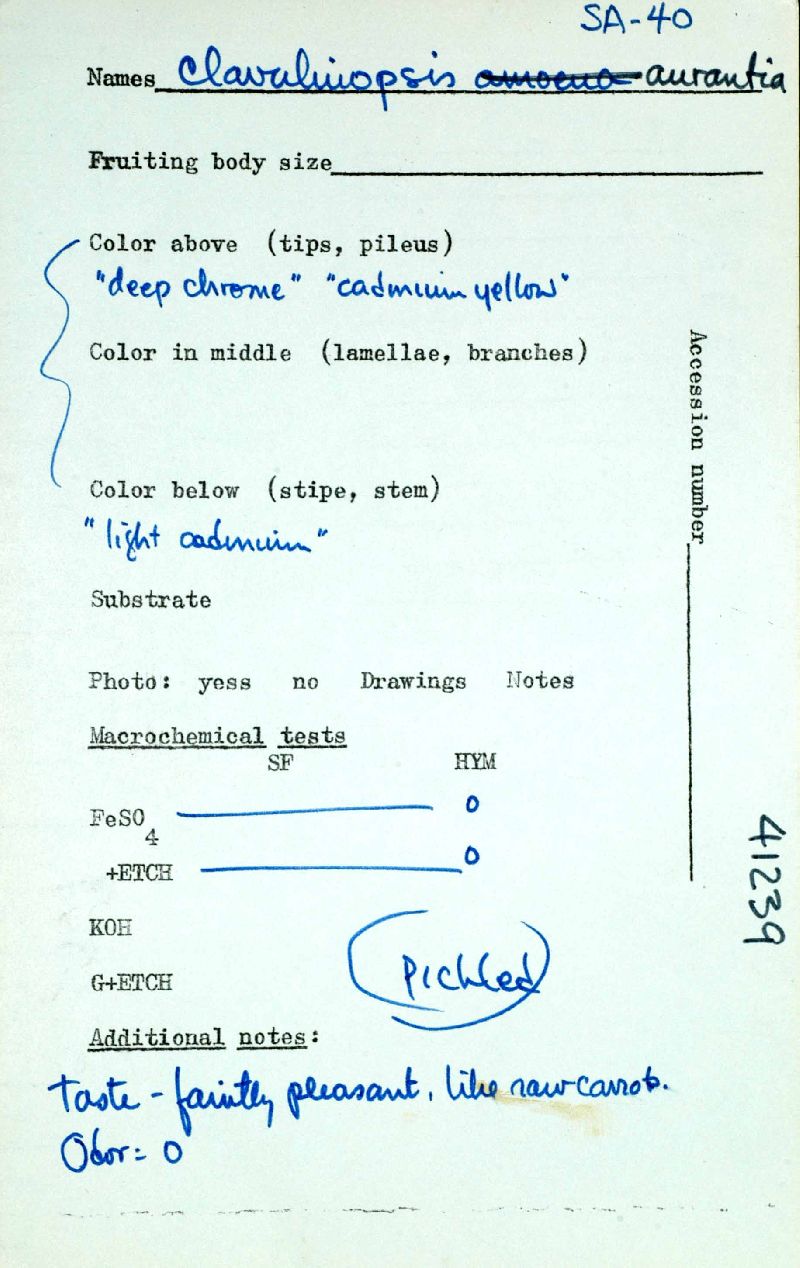 SA-40
Names Clavulinopsis amoena aurantia
Fruiting body size
Color above (tips, pileus)
"deep chrome" "cadmium yellow"
Color in middle (lamellae, branches)
Color below (stipe, stem)
"light cadmium"
Substrate
Photo: yess no Drawings Notes
Macrochemical tests
SF HYM
FeSO4 0
+ETCH 0
KOH
G+ETCH
Pickled
Additional notes:
Taste - faintly pleasant, like raw carrots.
Odor = 0
Accession number
41239